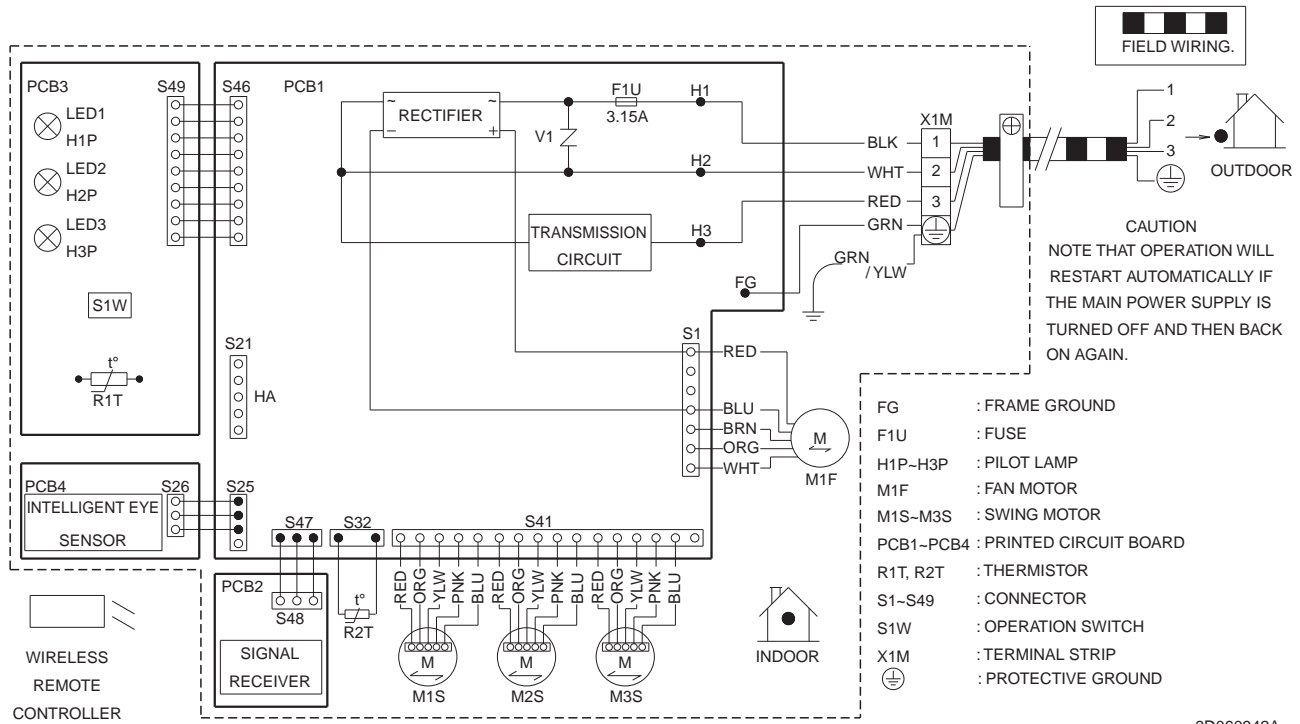 FIELD WIRING.
PCB3
S49
S46
PCB1
LED1
H1P
LED2
H2P
LED3
H3P
S1W
t°
R1T
~
RECTIFIER
~
−
+
V1
F1U
3.15A
H1
H2
TRANSMISSION
CIRCUIT
H3
FG
BLK
WHT
RED
GRN
GRN
/YLW
X1M
1
2
3
1
2
3
OUTDOOR
CAUTION
NOTE THAT OPERATION WILL
RESTART AUTOMATICALLY IF
THE MAIN POWER SUPPLY IS
TURNED OFF AND THEN BACK
ON AGAIN.
S21
HA
S1
RED
BLU
BRN
ORG
WHT
M
M1F
PCB4
S26
S25
INTELLIGENT EYE
SENSOR
S47
S32
S41
PCB2
S48
SIGNAL
RECEIVER
t°
R2T
RED
ORG
YLW
PNK
BLU
RED
ORG
YLW
PNK
BLU
RED
ORG
YLW
PNK
BLU
M
M1S
M
M2S
M
M3S
INDOOR
WIRELESS
REMOTE
CONTROLLER
FG : FRAME GROUND
F1U : FUSE
H1P~H3P : PILOT LAMP
M1F : FAN MOTOR
M1S~M3S : SWING MOTOR
PCB1~PCB4 : PRINTED CIRCUIT BOARD
R1T, R2T : THERMISTOR
S1~S49 : CONNECTOR
S1W : OPERATION SWITCH
X1M : TERMINAL STRIP
: PROTECTIVE GROUND